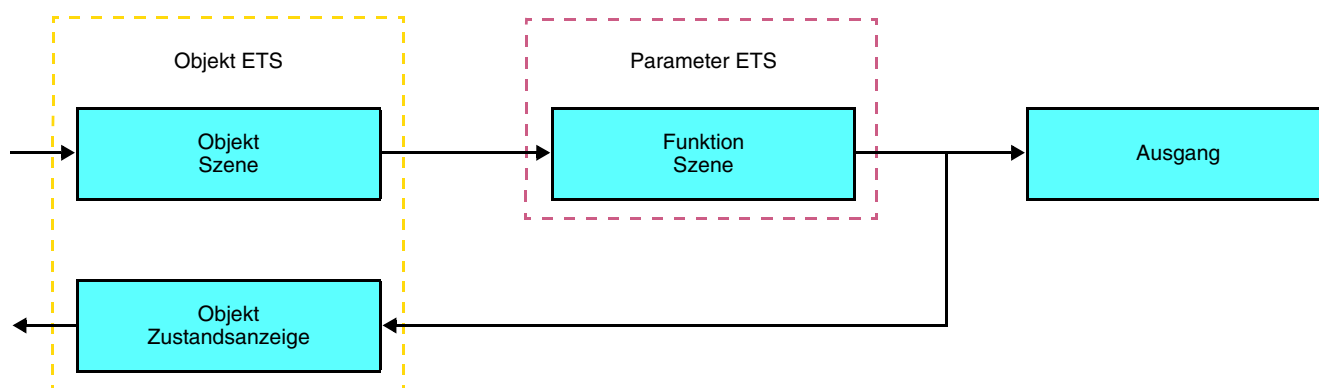 Objekt ETS
Parameter ETS
Objekt
Szene
Funktion
Szene
Ausgang
Objekt
Zustandsanzeige